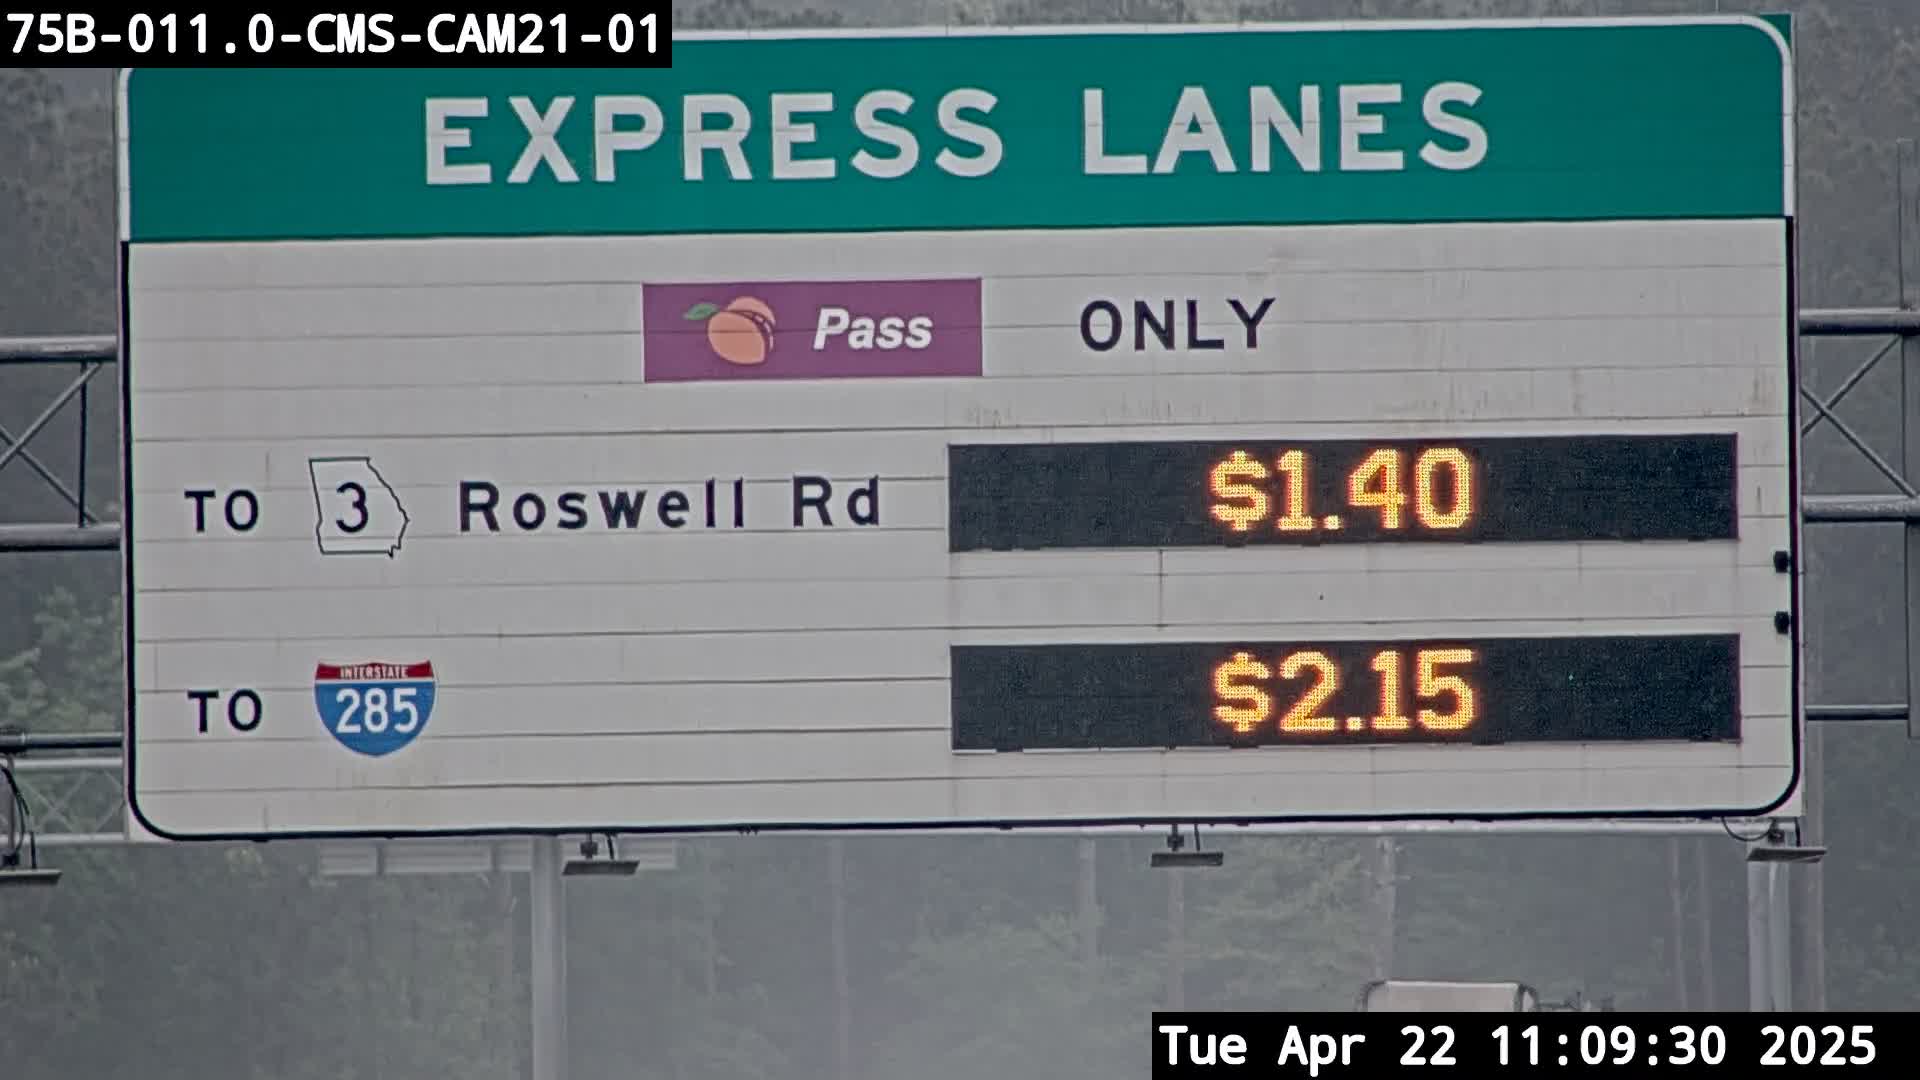 75B-011.0-CMS-CAM21-01
EXPRESS LANES
Pass ONLY
TO 3 Roswell Rd $1.40
TO INTERSTATE 285 $2.15
Tue Apr 22 11:09:30 2025